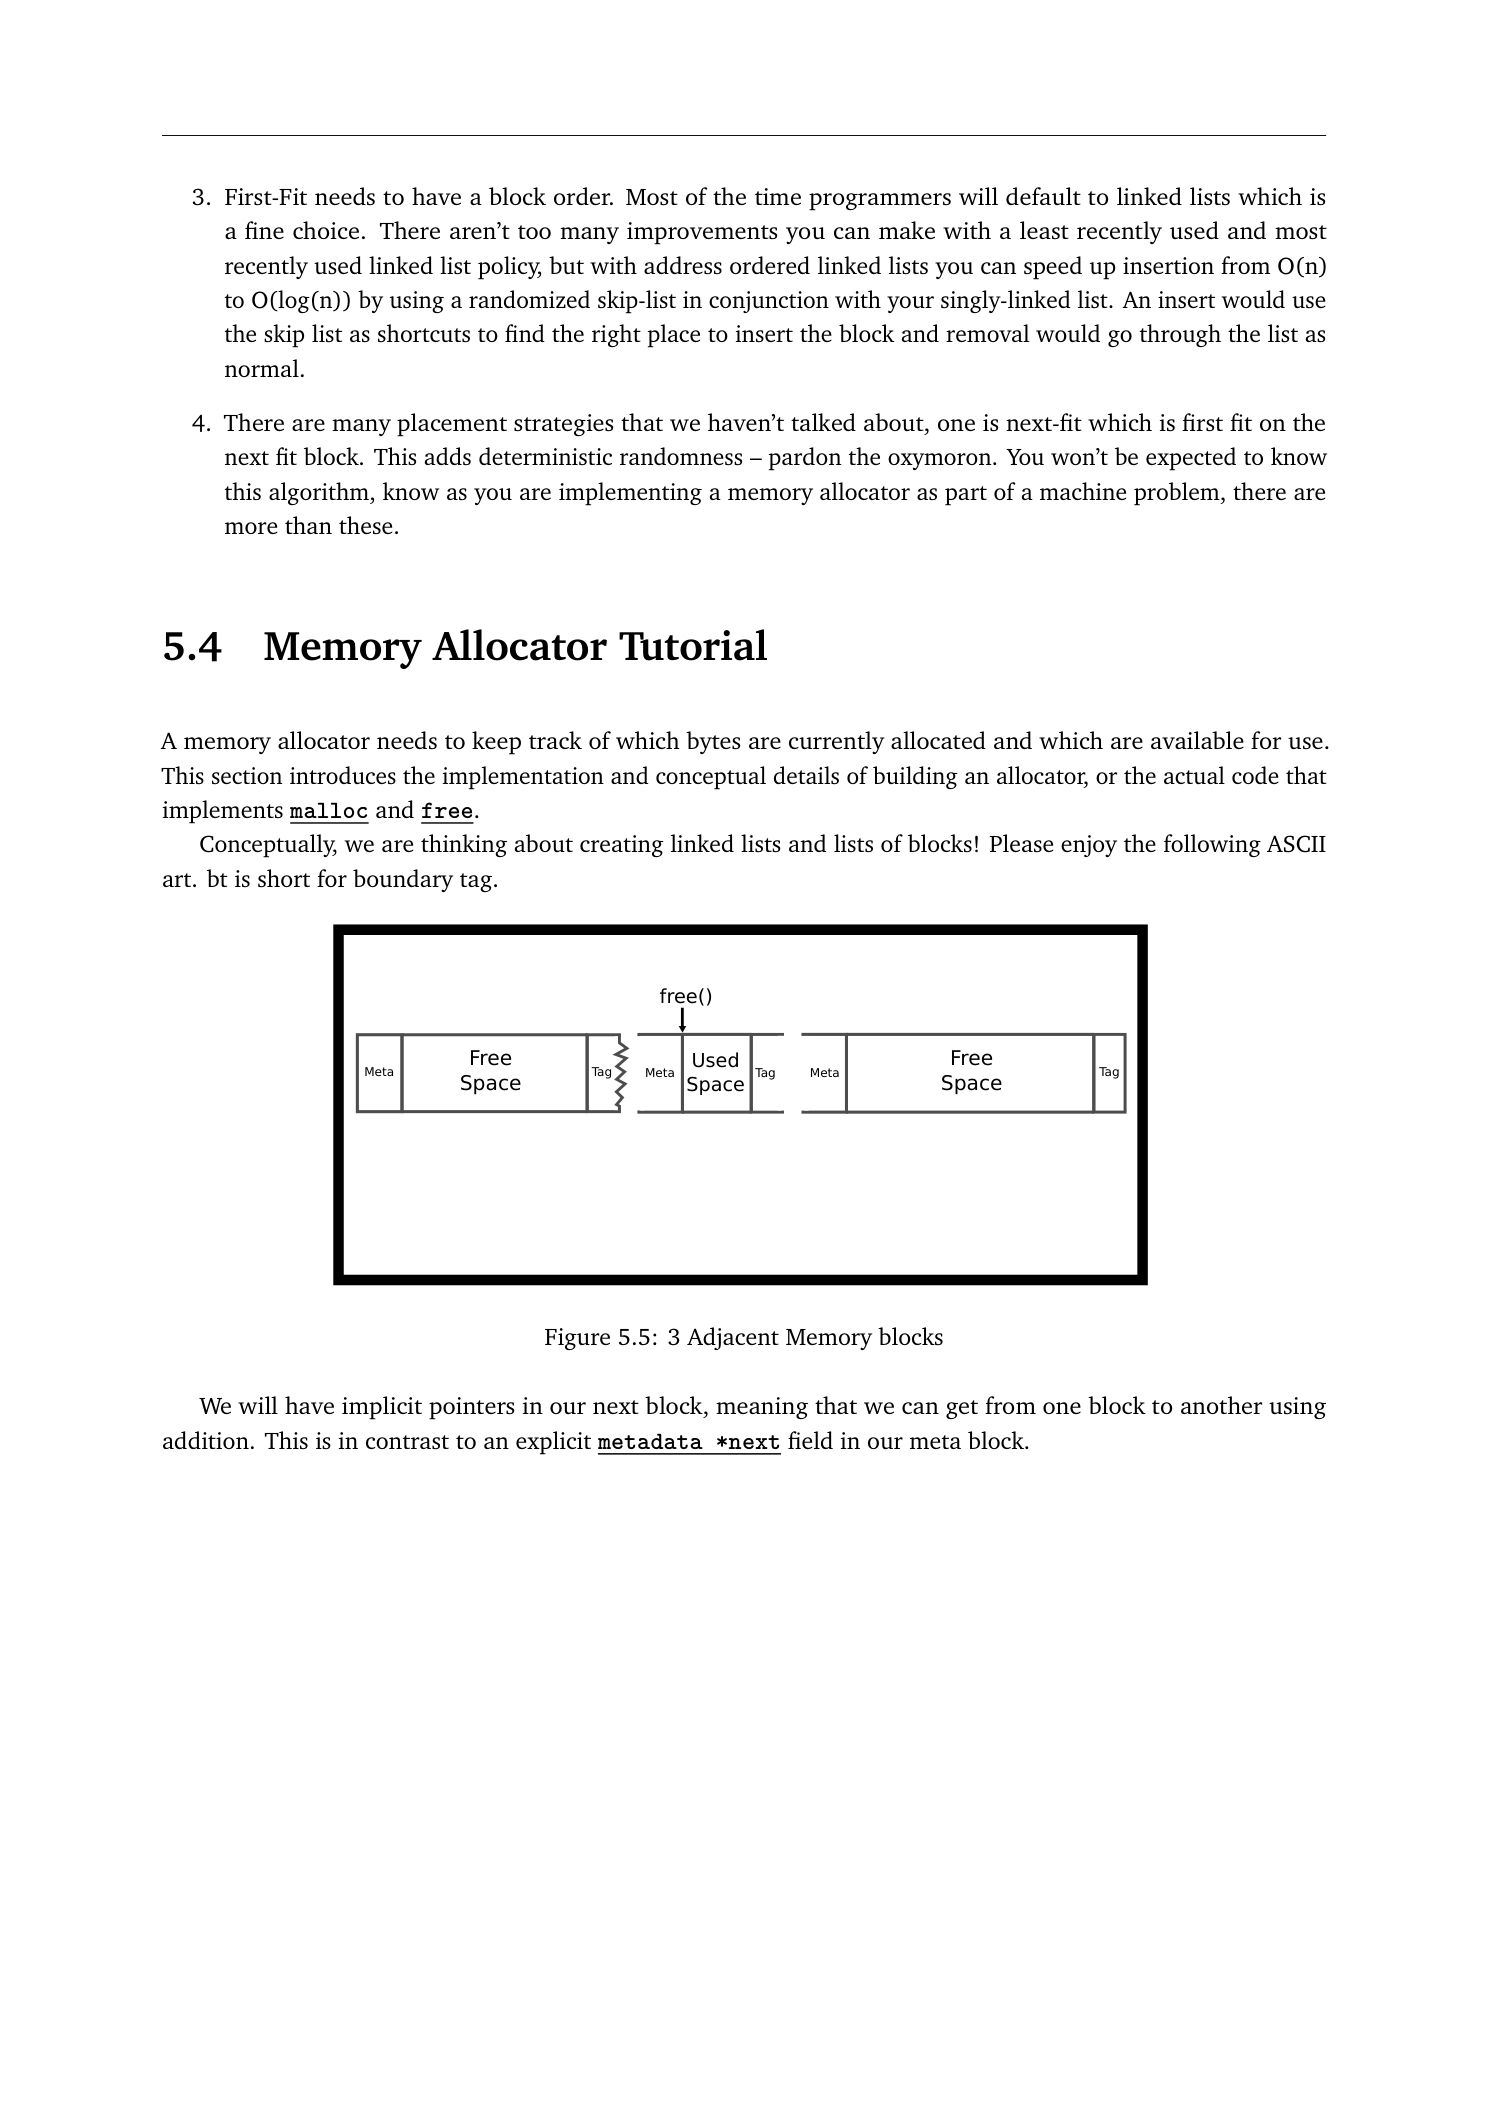 3. First-Fit needs to have a block order. Most of the time programmers will default to linked lists which is
a fine choice. There aren't too many improvements you can make with a least recently used and most
recently used linked list policy, but with address ordered linked lists you can speed up insertion from O(n)
to O(log(n)) by using a randomized skip-list in conjunction with your singly-linked list. An insert would use
the skip list as shortcuts to find the right place to insert the block and removal would go through the list as
normal.
4. There are many placement strategies that we haven't talked about, one is next-fit which is first fit on the
next fit block. This adds deterministic randomness – pardon the oxymoron. You won't be expected to know
this algorithm, know as you are implementing a memory allocator as part of a machine problem, there are
more than these.
5.4 Memory Allocator Tutorial
A memory allocator needs to keep track of which bytes are currently allocated and which are available for use.
This section introduces the implementation and conceptual details of building an allocator, or the actual code that
implements malloc and free.
Conceptually, we are thinking about creating linked lists and lists of blocks! Please enjoy the following ASCII
art. bt is short for boundary tag.
free()
Meta
Free
Space
Tag
Meta
Used
Space
Tag
Meta
Free
Space
Tag
Figure 5.5: 3 Adjacent Memory blocks
We will have implicit pointers in our next block, meaning that we can get from one block to another using
addition. This is in contrast to an explicit metadata *next field in our meta block.